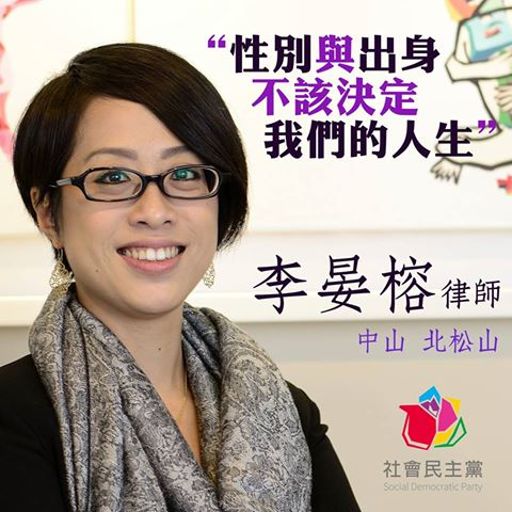 “性別與出身
不該決定
我們的人生”
李晏榕律師
中山 北松山
社會民主黨
Social Democratic Party